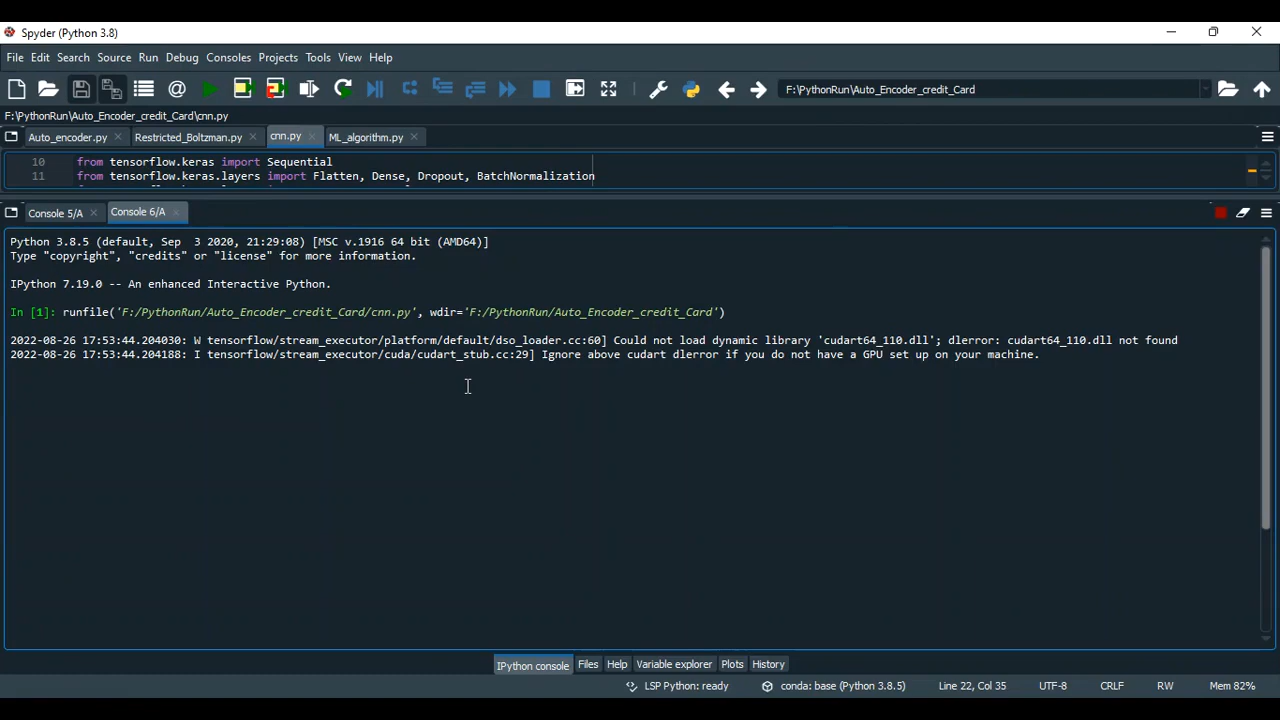 Spyder (Python 3.8)
File Edit Search Source Run Debug Consoles Projects Tools View Help
F:\PythonRun\Auto_Encoder_credit_Card
F:\PythonRun\Auto_Encoder_credit_Card\cnn.py
Auto_encoder.py Restricted_Boltzman.py cnn.py ML_algorithm.py
10 from tensorflow.keras import Sequential
11 from tensorflow.keras.layers import Flatten, Dense, Dropout, BatchNormalization
Console 5/A Console 6/A
Python 3.8.5 (default, Sep 3 2020, 21:29:08) [MSC v.1916 64 bit (AMD64)]
Type "copyright", "credits" or "license" for more information.
IPython 7.19.0 -- An enhanced Interactive Python.
In [1]: runfile('F:/PythonRun/Auto_Encoder_credit_Card/cnn.py', wdir='F:/PythonRun/Auto_Encoder_credit_Card')
2022-08-26 17:53:44.204030: W tensorflow/stream_executor/platform/default/dso_loader.cc:60] Could not load dynamic library 'cudart64_110.dll'; dlerror: cudart64_110.dll not found
2022-08-26 17:53:44.204188: I tensorflow/stream_executor/cuda/cudart_stub.cc:29] Ignore above cudart dlerror if you do not have a GPU set up on your machine.
IPython console Files Help Variable explorer Plots History
LSP Python: ready conda: base (Python 3.8.5) Line 22, Col 35 UTF-8 CRLF RW Mem 82%